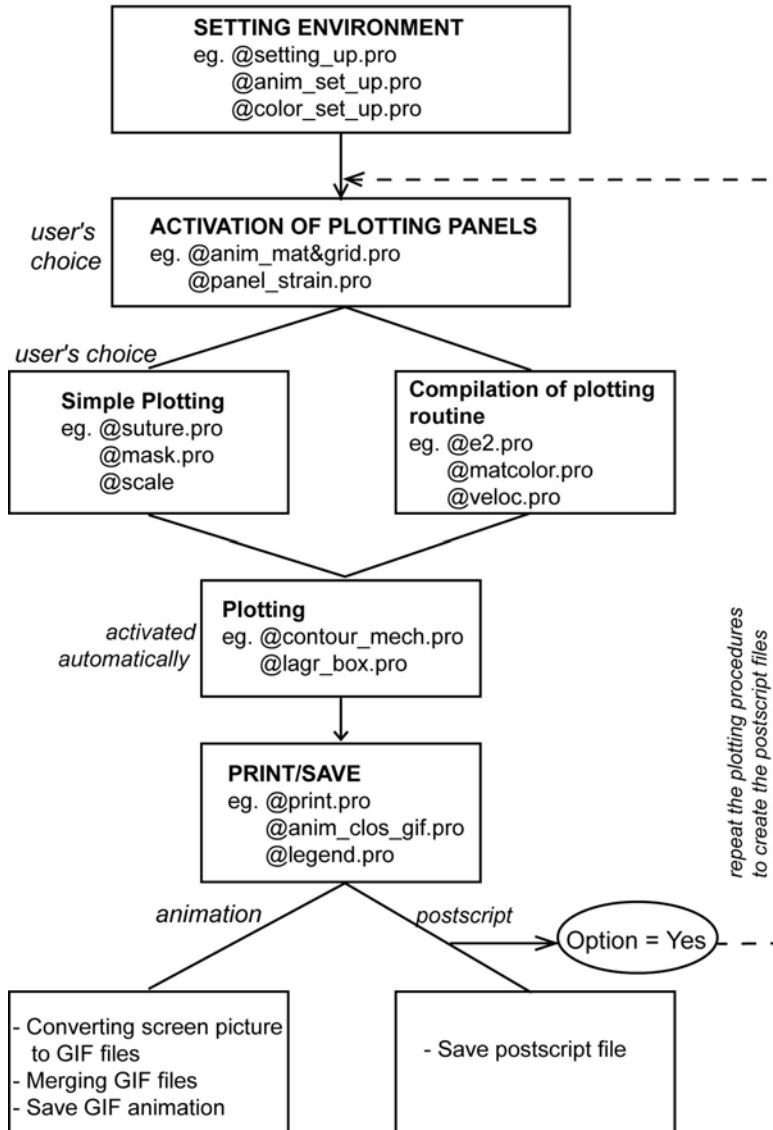 SETTING ENVIRONMENT
eg. @setting_up.pro
@anim_set_up.pro
@color_set_up.pro
user's
choice
ACTIVATION OF PLOTTING PANELS
eg. @anim_mat&grid.pro
@panel_strain.pro
user's choice
Simple Plotting
eg. @suture.pro
@mask.pro
@scale
Compilation of plotting
routine
eg. @e2.pro
@matcolor.pro
@veloc.pro
activated
automatically
Plotting
eg. @contour_mech.pro
@lagr_box.pro
PRINT/SAVE
eg. @print.pro
@anim_clos_gif.pro
@legend.pro
repeat the plotting procedures
to create the postscript files
animation
postscript
Option = Yes
- Converting screen picture
to GIF files
- Merging GIF files
- Save GIF animation
- Save postscript file